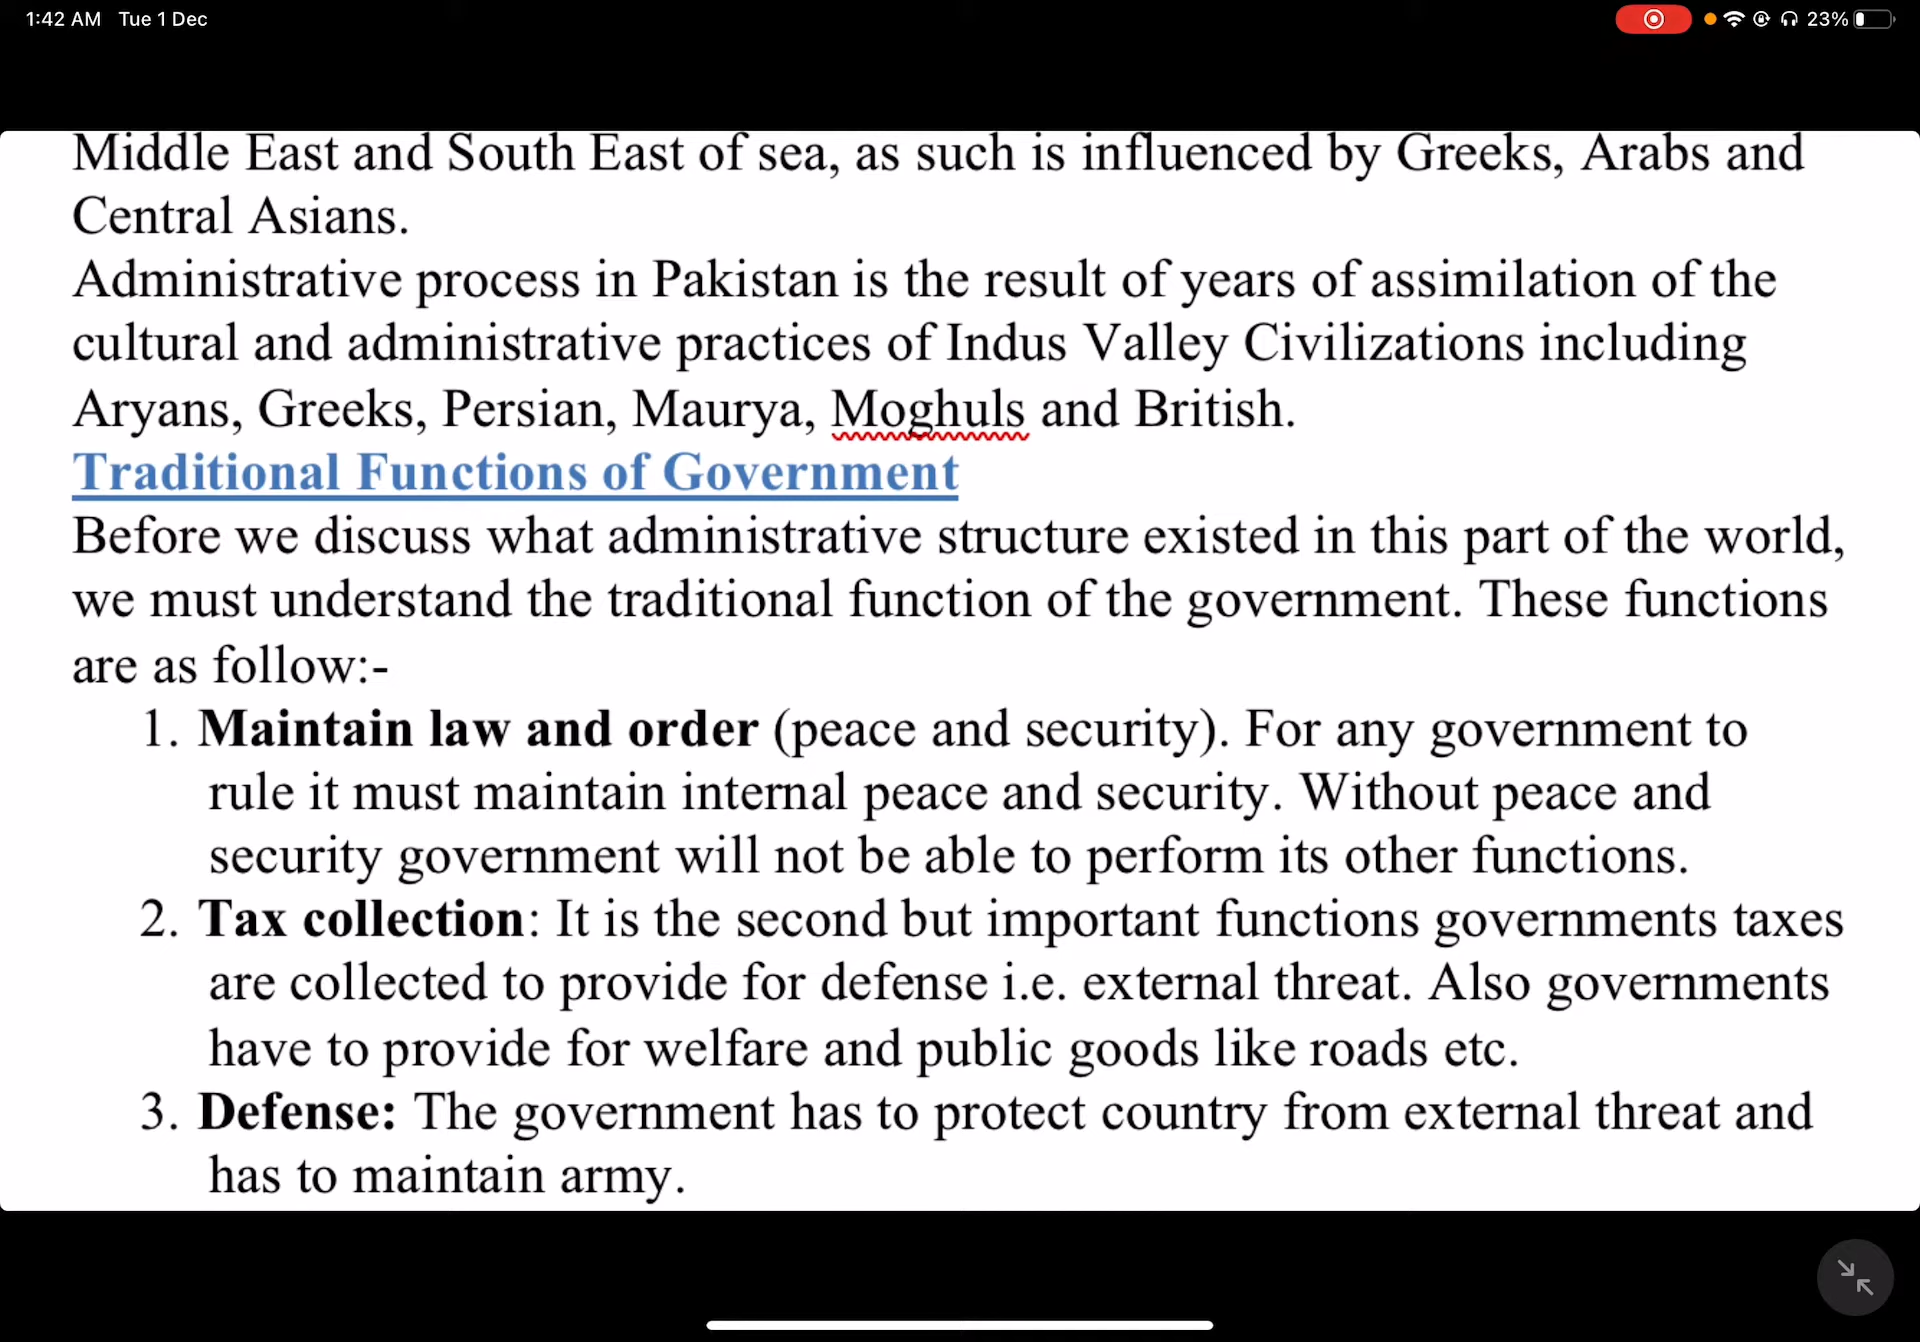 1:42 AM Tue 1 Dec
23%
Middle East and South East of sea, as such is influenced by Greeks, Arabs and
Central Asians.
Administrative process in Pakistan is the result of years of assimilation of the
cultural and administrative practices of Indus Valley Civilizations including
Aryans, Greeks, Persian, Maurya, Moghuls and British.
Traditional Functions of Government
Before we discuss what administrative structure existed in this part of the world,
we must understand the traditional function of the government. These functions
are as follow:-
1. Maintain law and order (peace and security). For any government to
rule it must maintain internal peace and security. Without peace and
security government will not be able to perform its other functions.
2. Tax collection: It is the second but important functions governments taxes
are collected to provide for defense i.e. external threat. Also governments
have to provide for welfare and public goods like roads etc.
3. Defense: The government has to protect country from external threat and
has to maintain army.